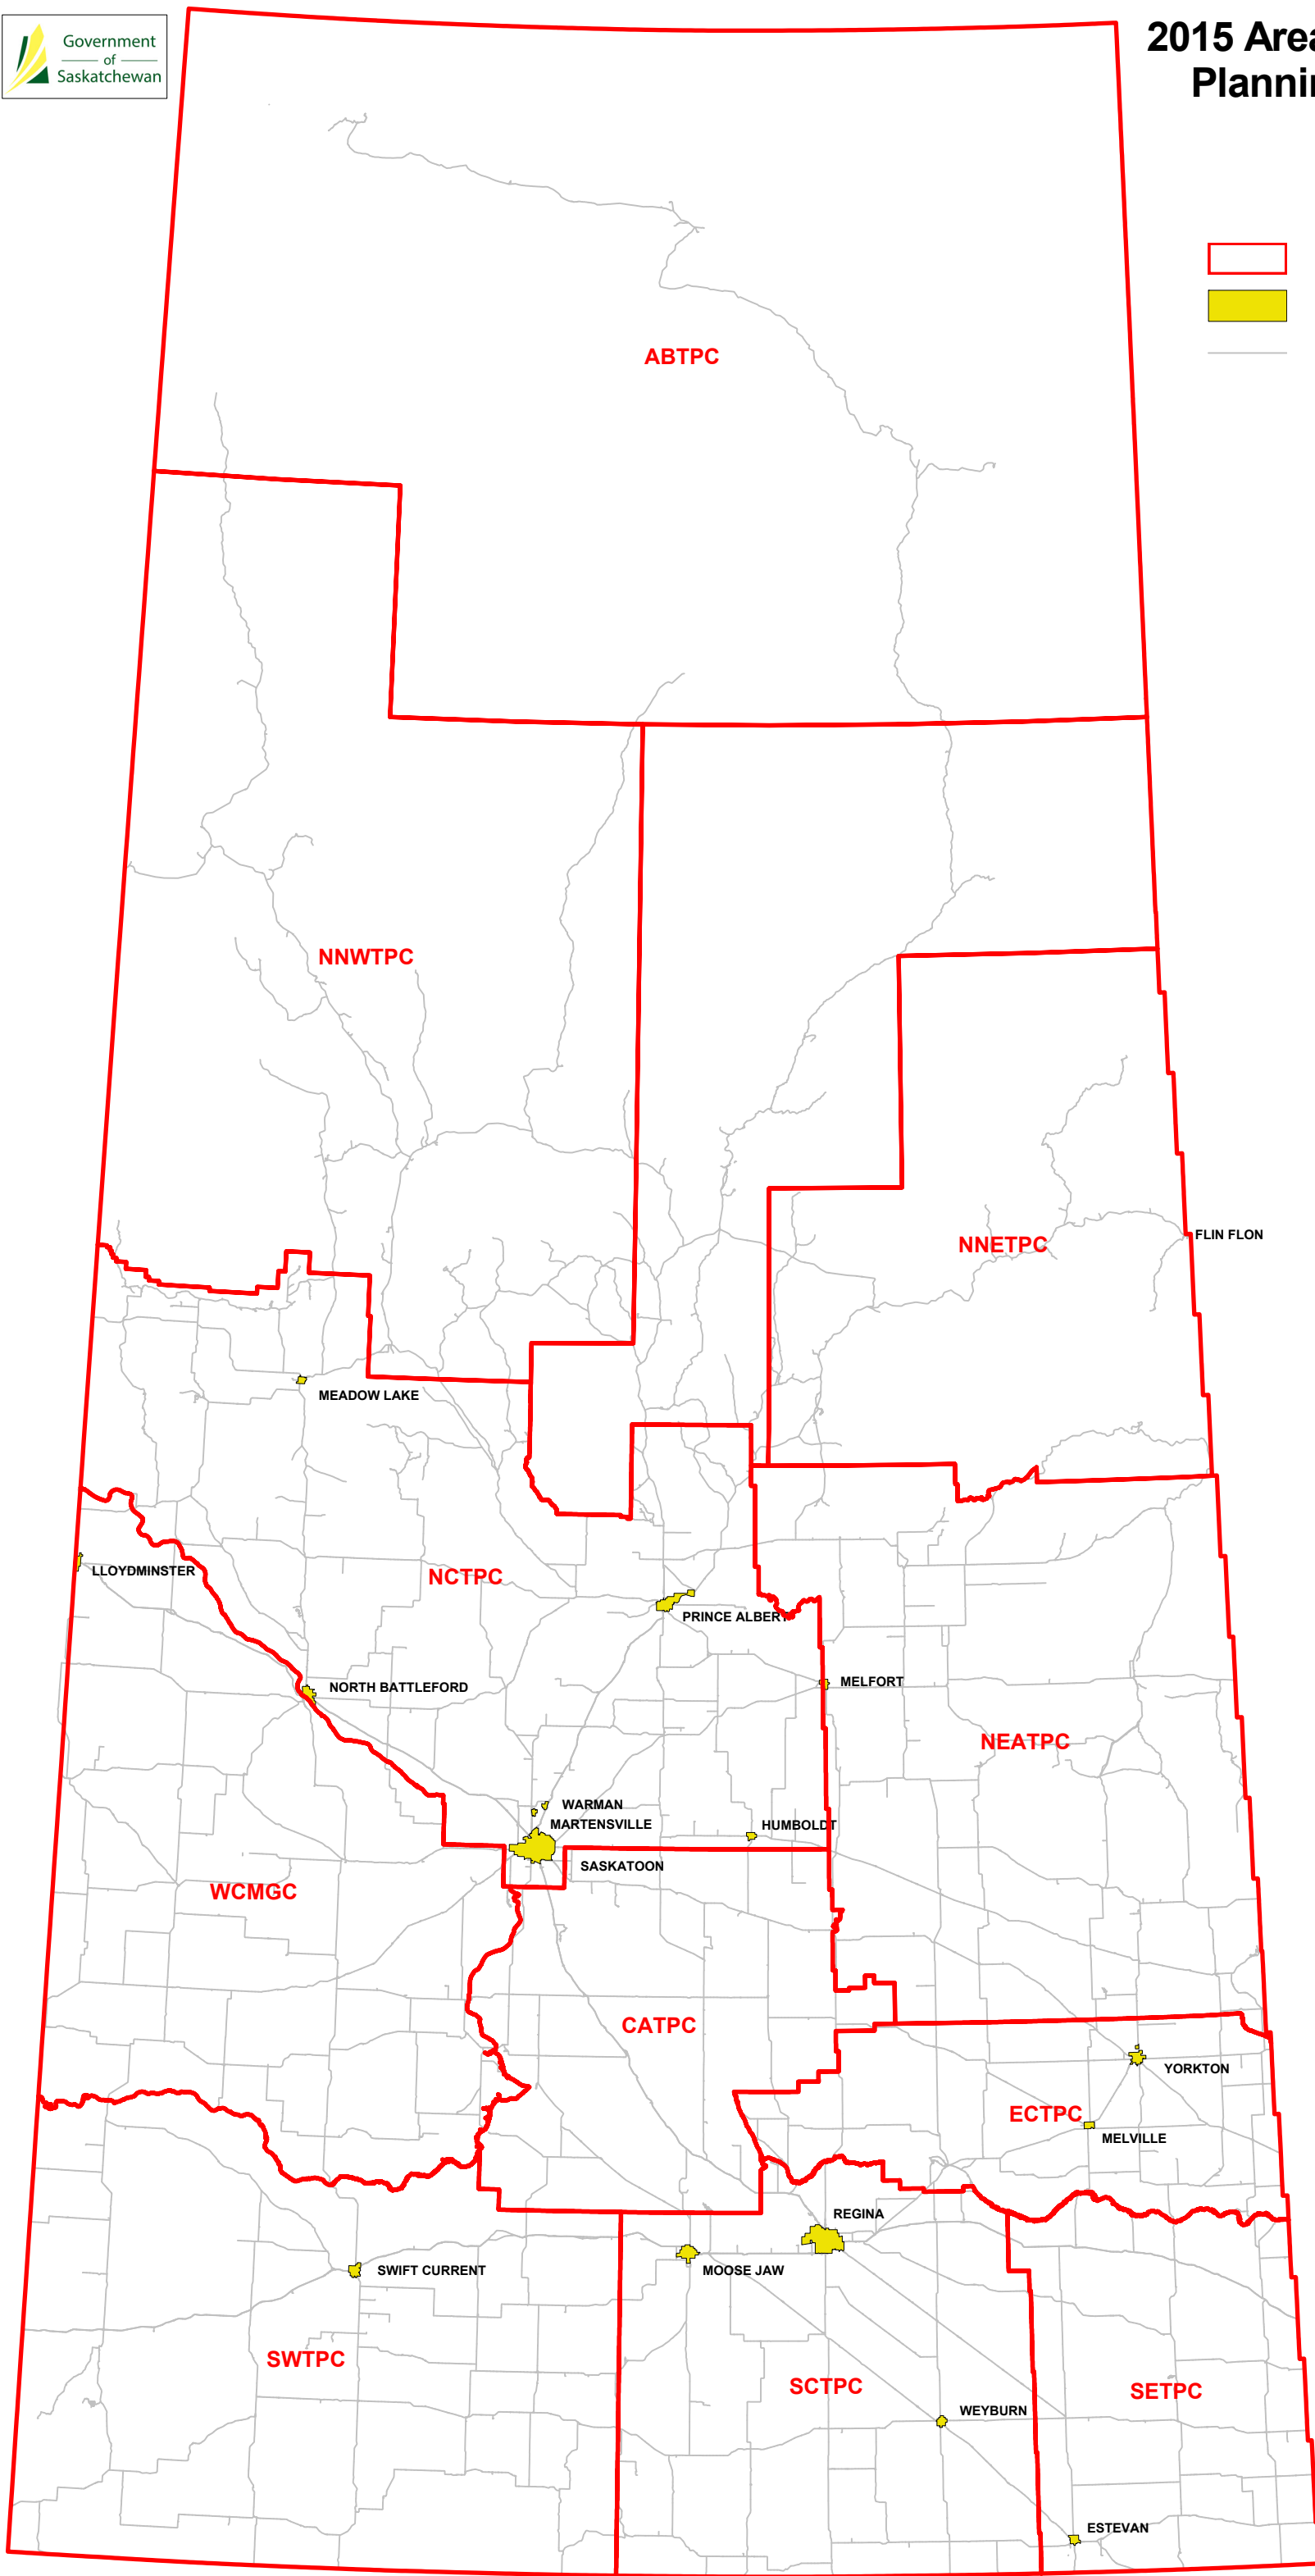 Government
of
Saskatchewan
2015 Area
Plannin
ABTPC
NNWTPC
NNETPC
FLIN FLON
MEADOW LAKE
LLOYDMINSTER
NCTPC
PRINCE ALBERT
NORTH BATTLEFORD
MELFORT
NEATPC
WARMAN
MARTENSVILLE
HUMBOLDT
SASKATOON
WCMGC
CATPC
YORKTON
ECTPC
MELVILLE
REGINA
SWIFT CURRENT
MOOSE JAW
SWTPC
SCTPC
SETPC
WEYBURN
ESTEVAN